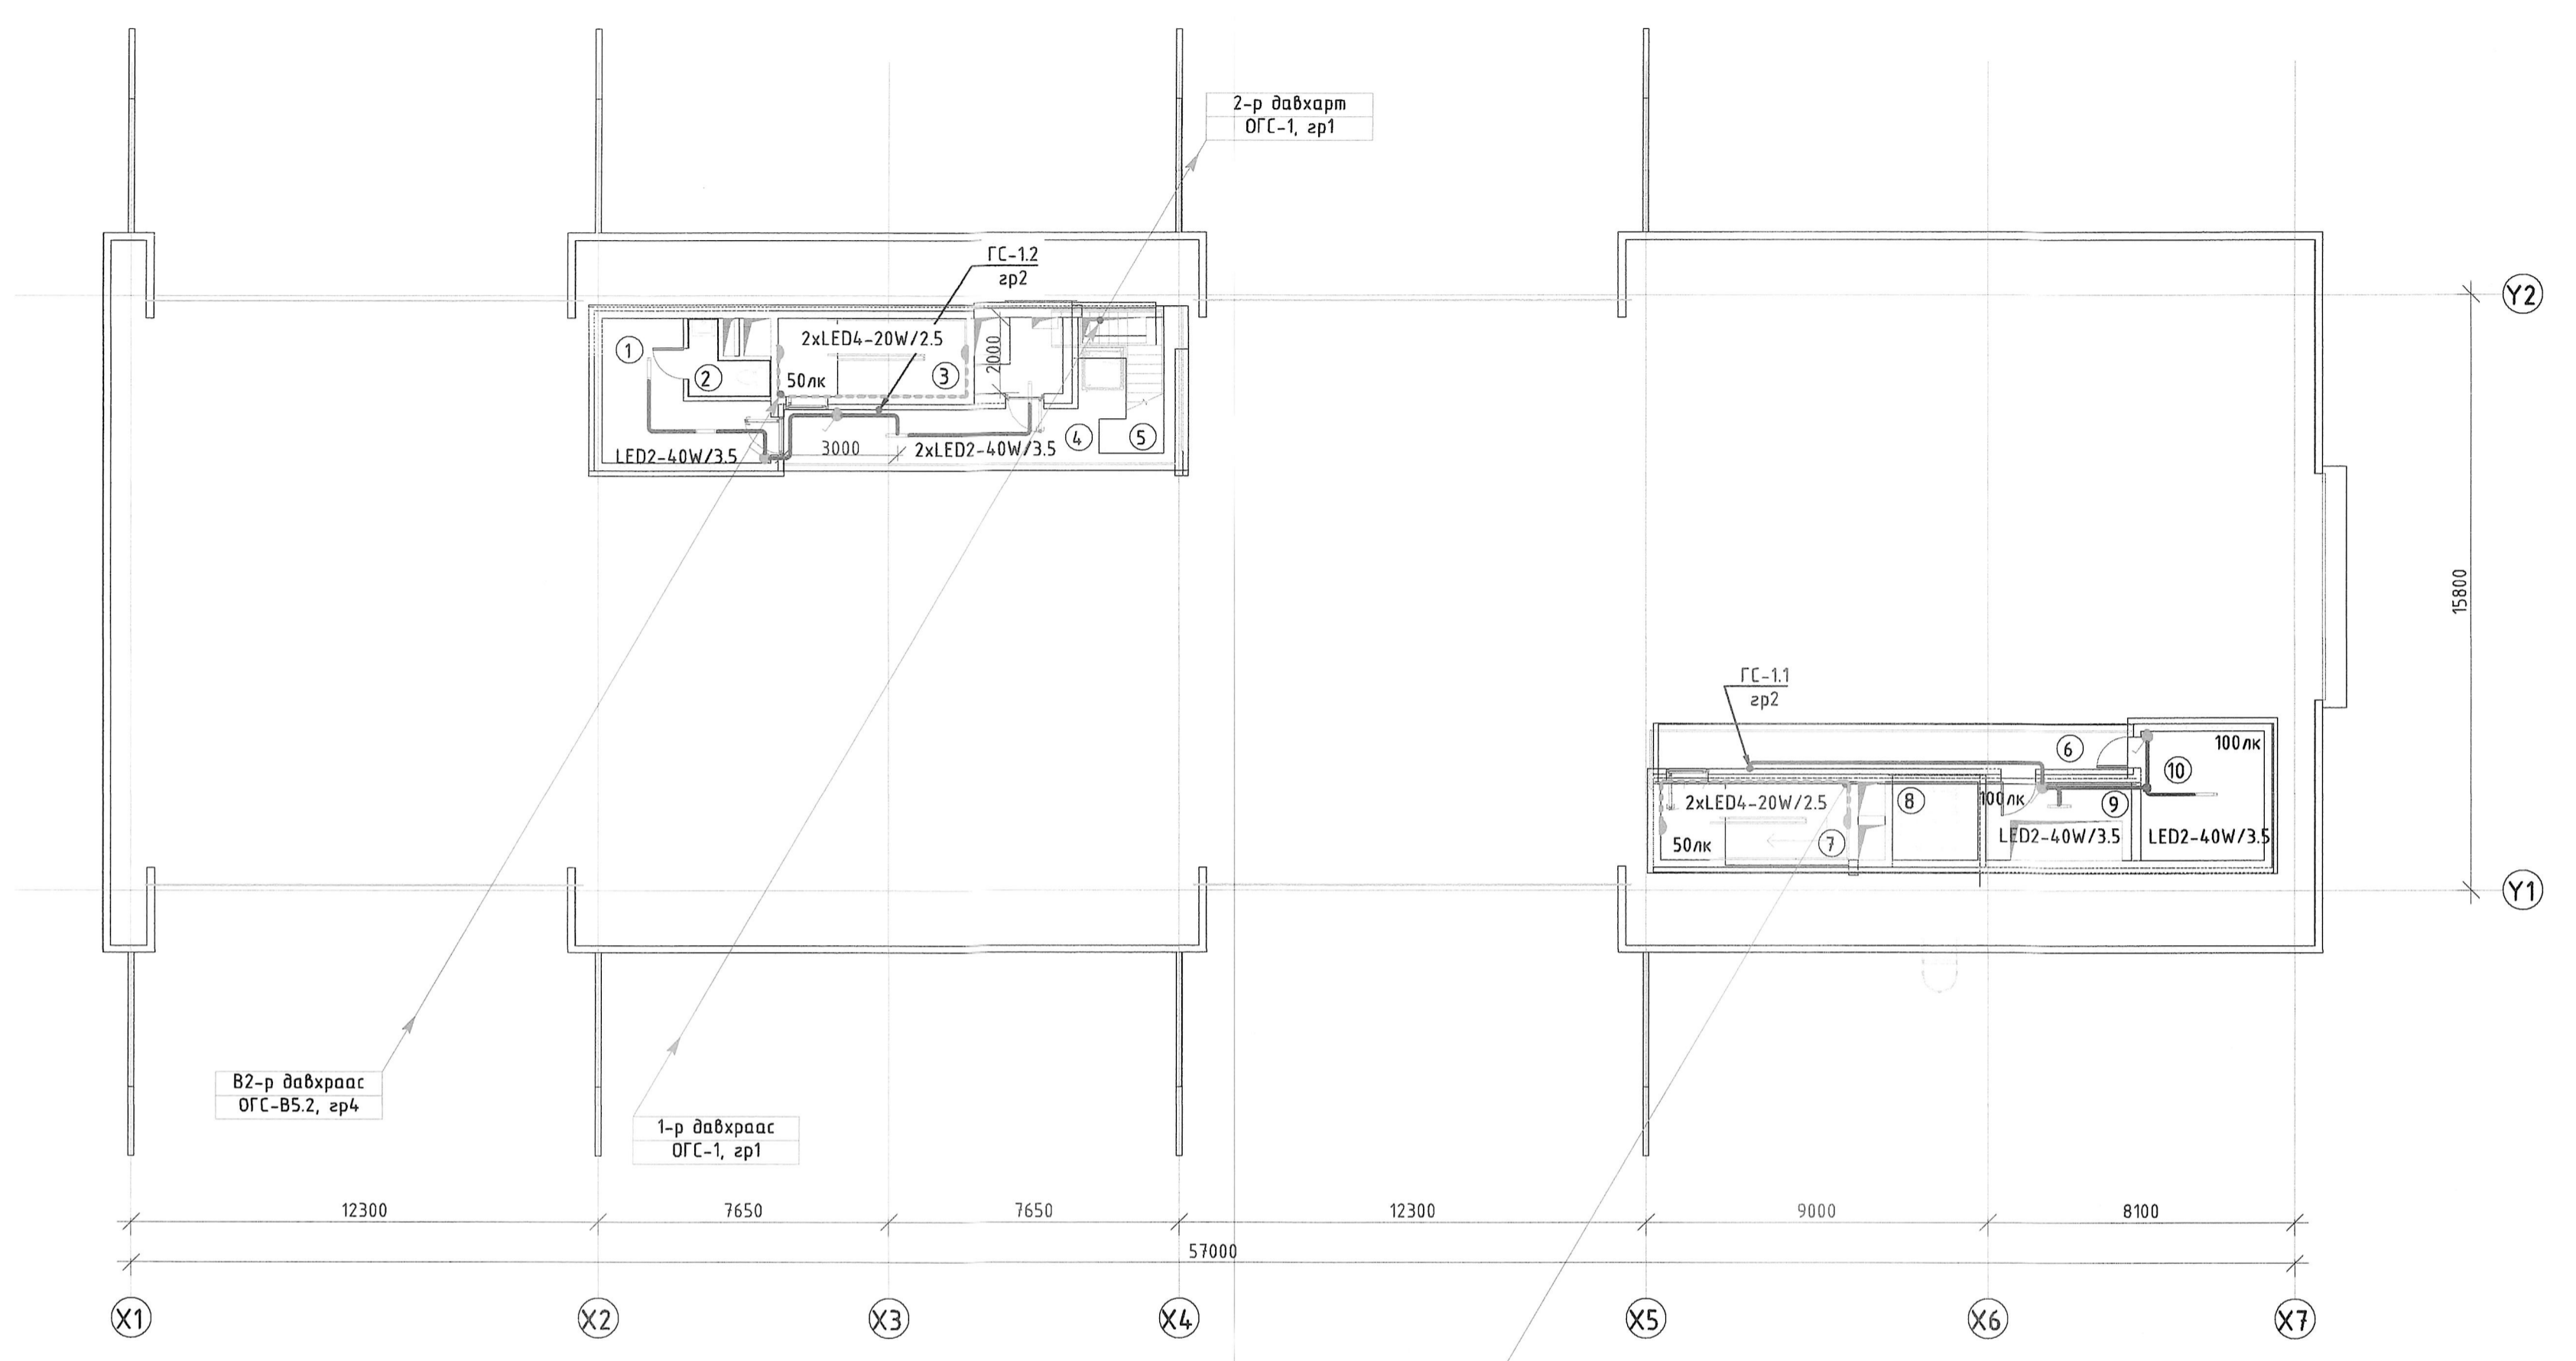 2-р давхарт
ОГС-1, гр1
ГС-1.2
гр2
Y2
1
2xLED4-20W/2.5
2000
2
50лк
3
4
5
LED2-40W/3.5
3000
2xLED2-40W/3.5
15800
ГС-1.1
гр2
6
100лк
10
2xLED4-20W/2.5
8
100лк
9
50лк
7
LED2-40W/3.5
LED2-40W/3.5
Y1
В2-р давхраас
ОГС-В5.2, гр4
1-р давхраас
ОГС-1, гр1
12300
7650
7650
12300
9000
8100
57000
X1
X2
X3
X4
X5
X6
X7